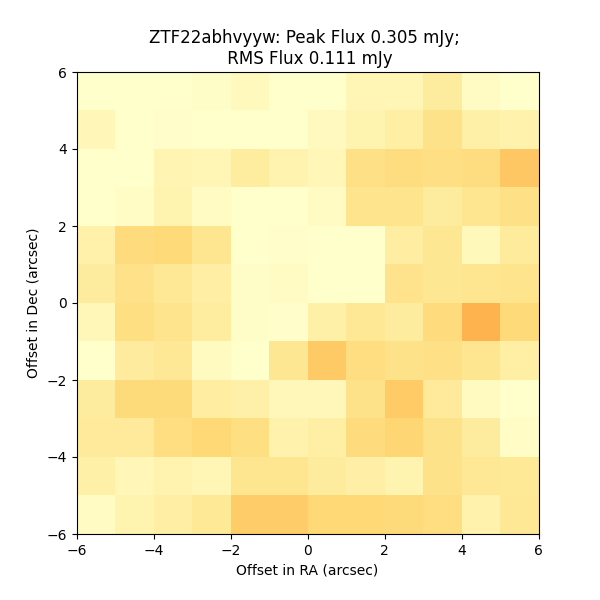 ZTF22abhvyyw: Peak Flux 0.305 mJy;
RMS Flux 0.111 mJy
6
4
2
0
−2
−4
−6
Offset in Dec (arcsec)
−6 −4 −2 0 2 4 6
Offset in RA (arcsec)